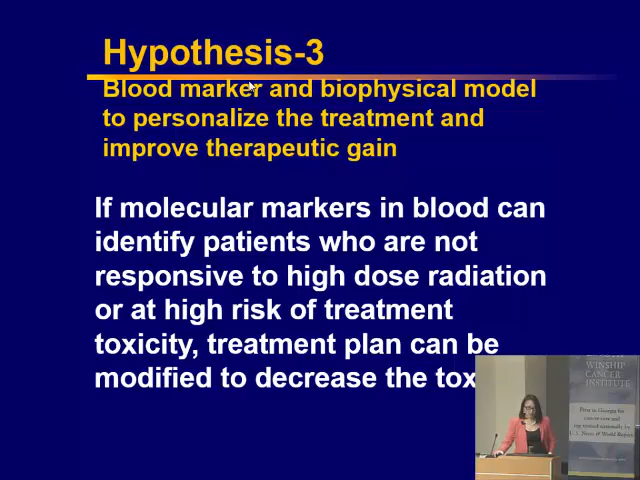 Hypothesis-3
Blood marker and biophysical model
to personalize the treatment and
improve therapeutic gain
If molecular markers in blood can
identify patients who are not
responsive to high dose radiation
or at high risk of treatment
toxicity, treatment plan can be
modified to decrease the tox
WINSHIP
CANCER
INSTITUTE